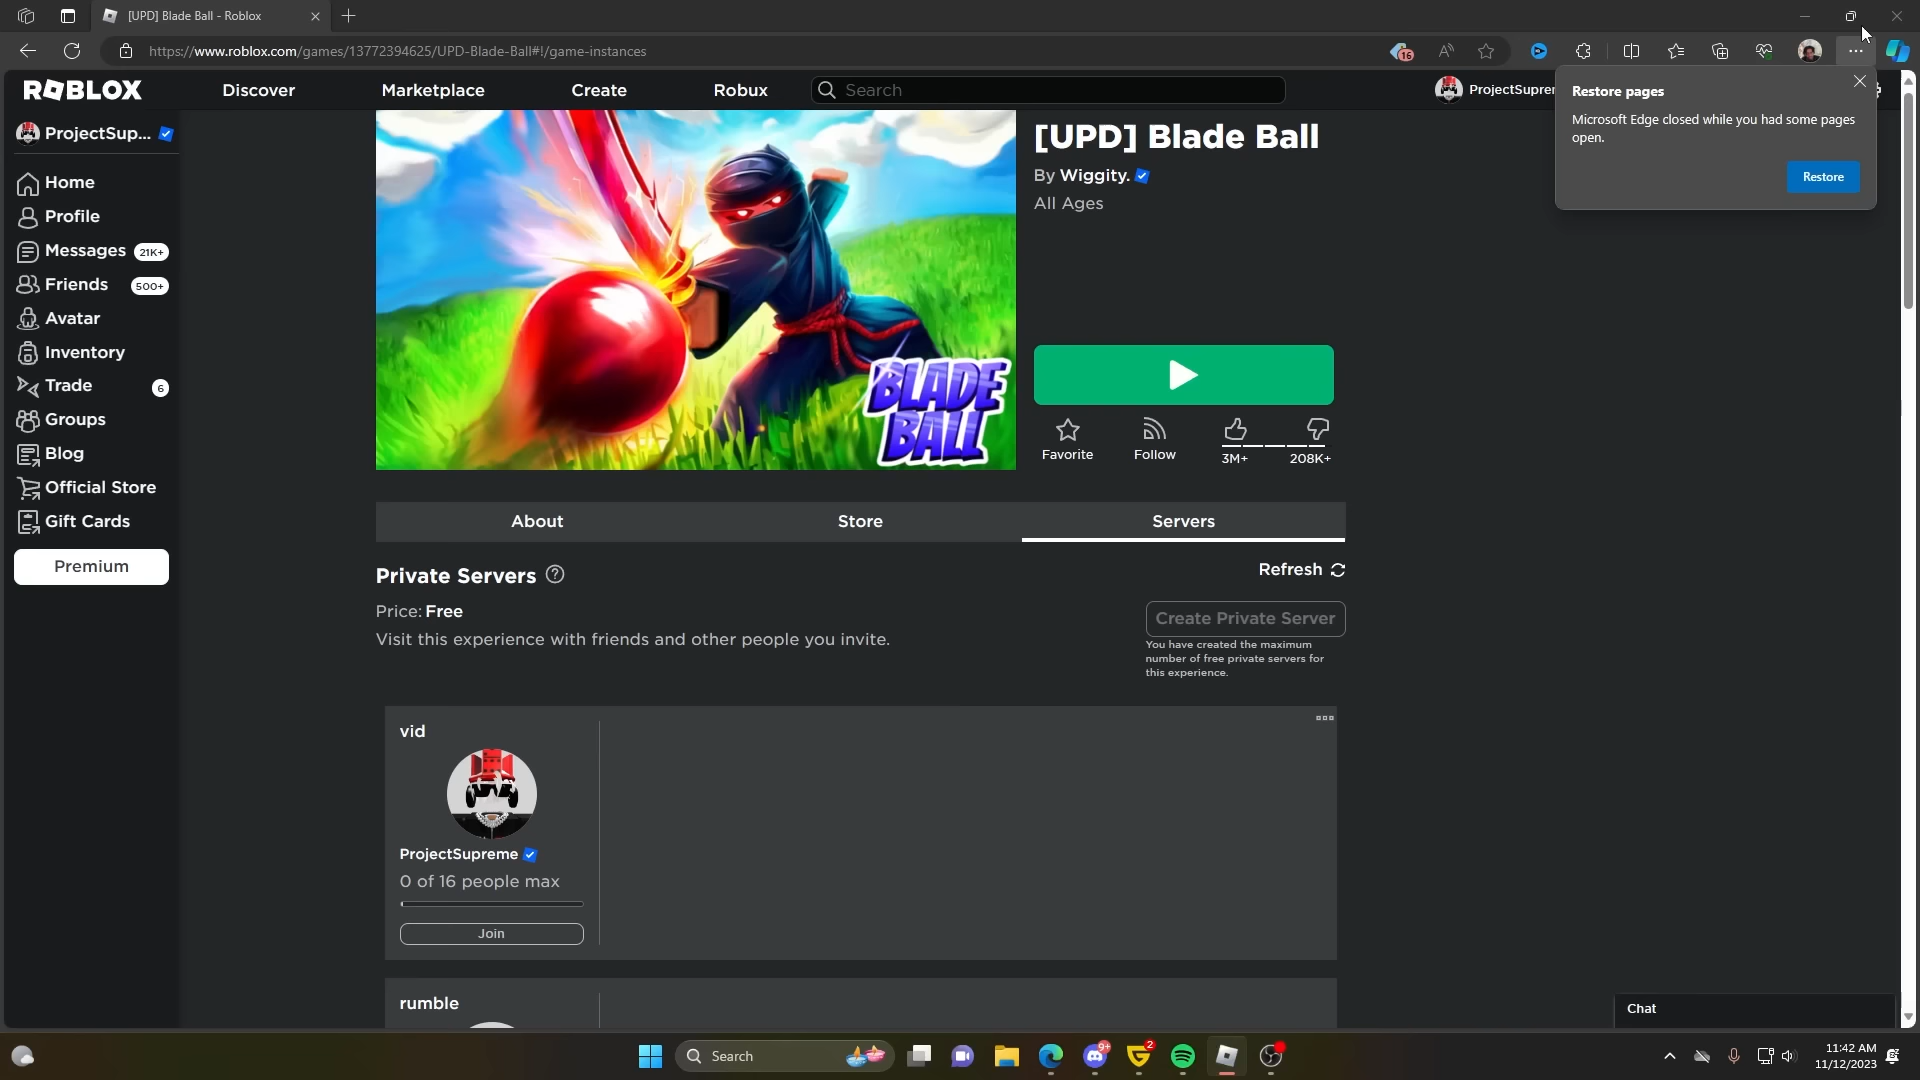 [UPD] Blade Ball - Roblox
https://www.roblox.com/games/13772394625/UPD-Blade-Ball#!/game-instances
16
ROBLOX
Discover
Marketplace
Create
Robux
Search
ProjectSuprem
Restore pages
Microsoft Edge closed while you had some pages
open.
Restore
ProjectSup...
Home
Profile
Messages 21K+
Friends 500+
Avatar
Inventory
Trade 6
Groups
Blog
Official Store
Gift Cards
Premium
BLADE
BALL
[UPD] Blade Ball
By Wiggity.
All Ages
Favorite
Follow
3M+
208K+
About
Store
Servers
Private Servers
Refresh
Price: Free
Visit this experience with friends and other people you invite.
Create Private Server
You have created the maximum
number of free private servers for
this experience.
vid
ProjectSupreme
0 of 16 people max
Join
rumble
Chat
Search
9+
2
11:42 AM
11/12/2023